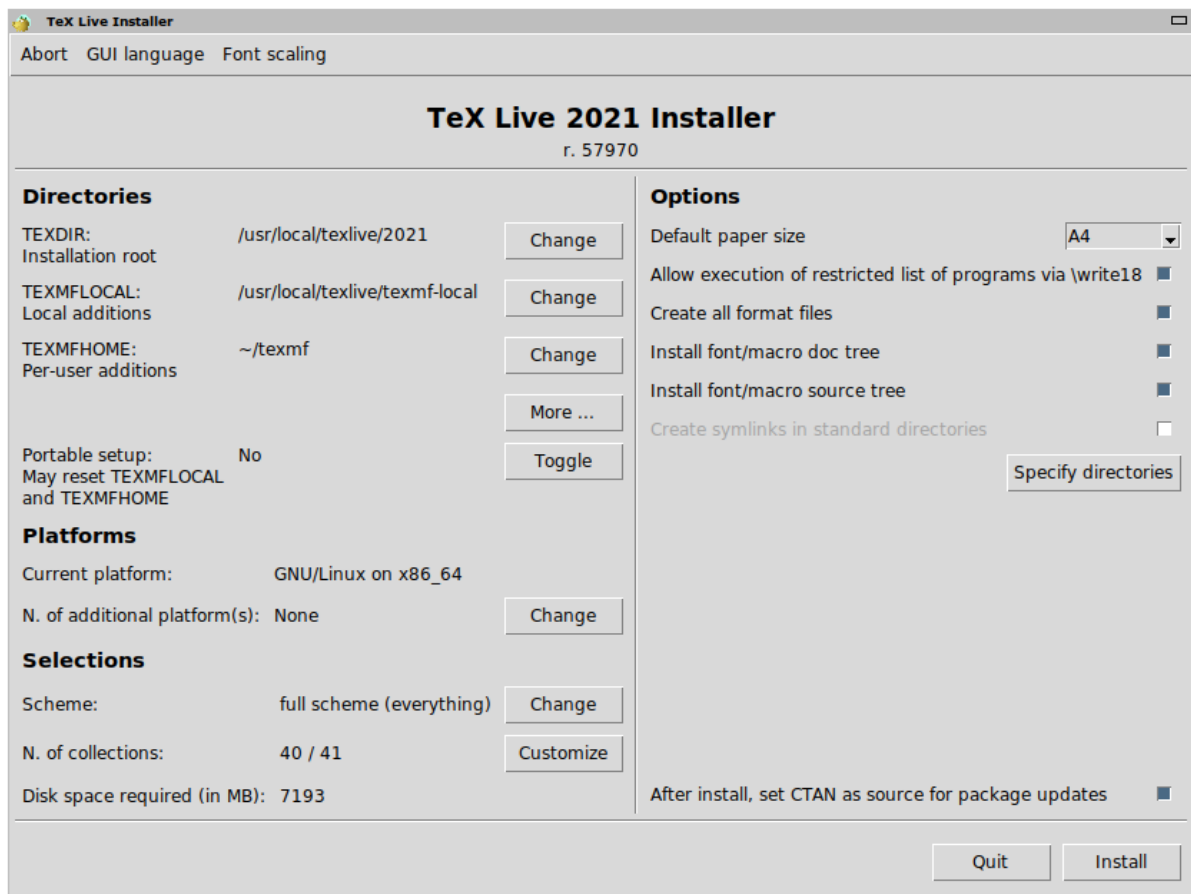 TeX Live Installer
Abort GUI language Font scaling
TeX Live 2021 Installer
r. 57970
Directories
TEXDIR: /usr/local/texlive/2021 Change
Installation root
TEXMFLOCAL: /usr/local/texlive/texmf-local Change
Local additions
TEXMFHOME: ~/texmf Change
Per-user additions
More ...
Portable setup: No Toggle
May reset TEXMFLOCAL
and TEXMFHOME
Platforms
Current platform: GNU/Linux on x86_64
N. of additional platform(s): None Change
Selections
Scheme: full scheme (everything) Change
N. of collections: 40 / 41 Customize
Disk space required (in MB): 7193
Options
Default paper size A4
Allow execution of restricted list of programs via \write18
Create all format files
Install font/macro doc tree
Install font/macro source tree
Create symlinks in standard directories
Specify directories
After install, set CTAN as source for package updates
Quit Install